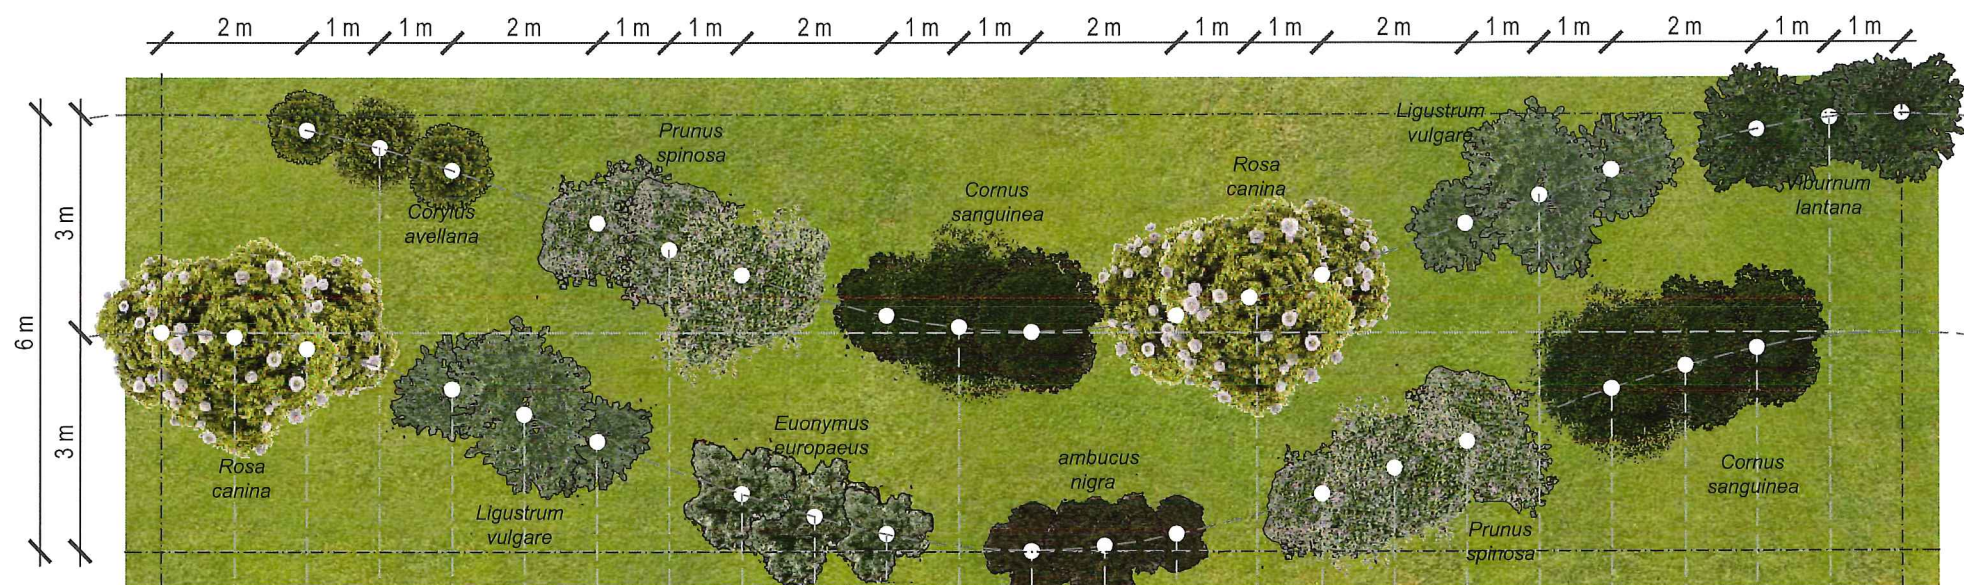 2 m 1 m 1 m 2 m 1 m 1 m 2 m 1 m 1 m 2 m 1 m 1 m 2 m 1 m 1 m 2 m 1 m 1 m
6 m
3 m
3 m
Corylus
avellana
Prunus
spinosa
Cornus
sanguinea
Rosa
canina
Ligustrum
vulgare
Viburnum
lantana
Rosa
canina
Ligustrum
vulgare
Euonymus
europaeus
ambucus
nigra
Prunus
spinosa
Cornus
sanguinea